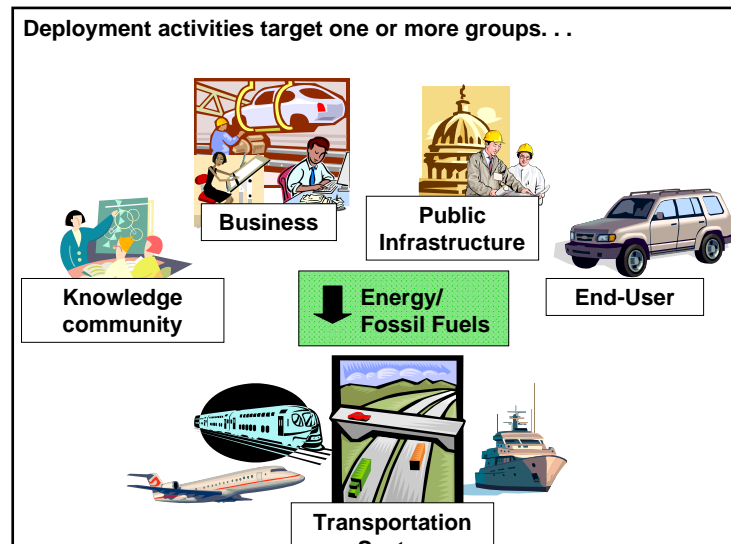 Deployment activities target one or more groups. . .
Business
Public
Infrastructure
Knowledge
community
End-User
Energy/
Fossil Fuels
Transportation